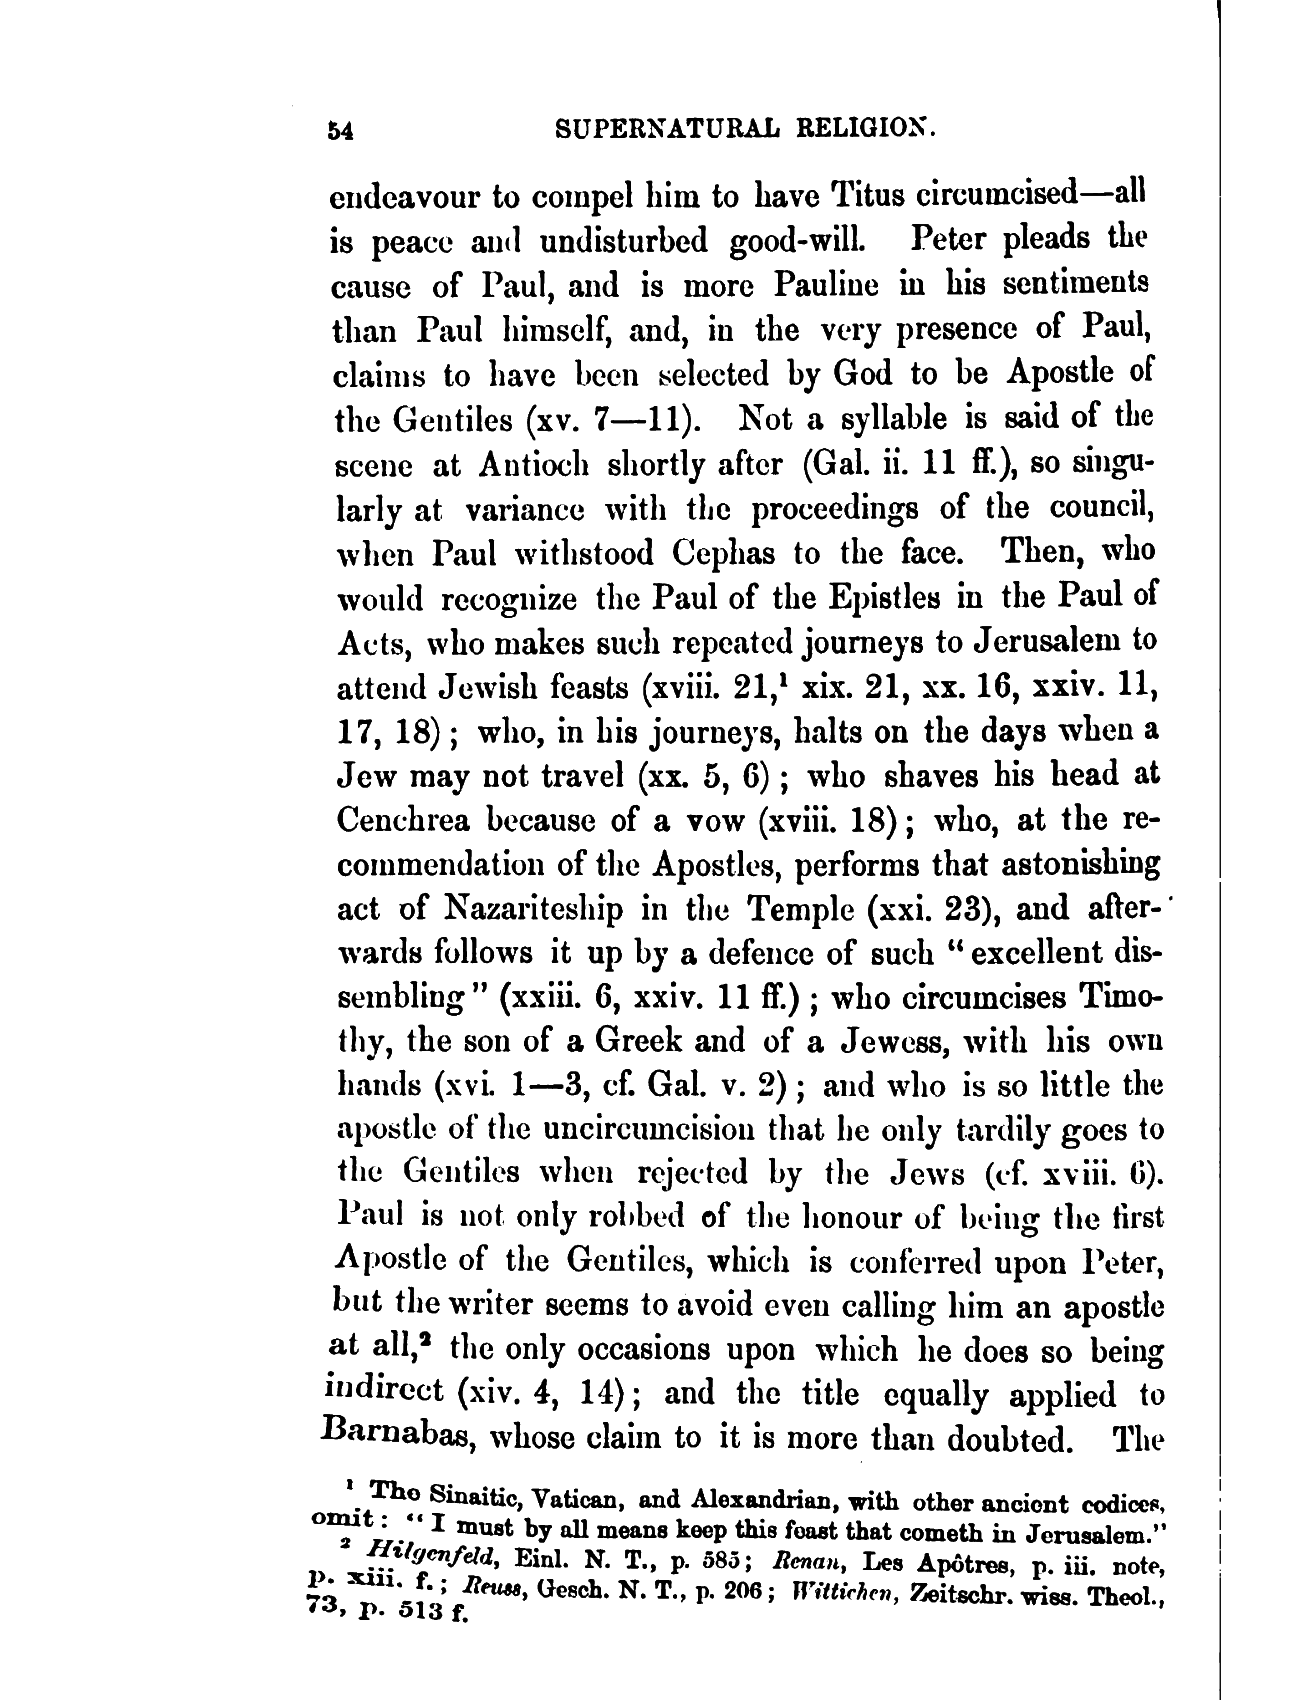 54 SUPERNATURAL RELIGION.
endeavour to compel him to have Titus circumcised—all
is peace and undisturbed good-will. Peter pleads the
cause of Paul, and is more Pauline in his sentiments
than Paul himself, and, in the very presence of Paul,
claims to have been selected by God to be Apostle of
the Gentiles (xv. 7—11). Not a syllable is said of the
scene at Antioch shortly after (Gal. ii. 11 ff.), so singu-
larly at variance with the proceedings of the council,
when Paul withstood Cephas to the face. Then, who
would recognize the Paul of the Epistles in the Paul of
Acts, who makes such repeated journeys to Jerusalem to
attend Jewish feasts (xviii. 21,¹ xix. 21, xx. 16, xxiv. 11,
17, 18) ; who, in his journeys, halts on the days when a
Jew may not travel (xx. 5, 6) ; who shaves his head at
Cenchrea because of a vow (xviii. 18) ; who, at the re-
commendation of the Apostles, performs that astonishing
act of Nazariteship in the Temple (xxi. 23), and after-
wards follows it up by a defence of such “ excellent dis-
sembling ” (xxiii. 6, xxiv. 11 ff.) ; who circumcises Timo-
thy, the son of a Greek and of a Jewess, with his own
hands (xvi. 1—3, cf. Gal. v. 2) ; and who is so little the
apostle of the uncircumcision that he only tardily goes to
the Gentiles when rejected by the Jews (cf. xviii. 6).
Paul is not only robbed of the honour of being the first
Apostle of the Gentiles, which is conferred upon Peter,
but the writer seems to avoid even calling him an apostle
at all,² the only occasions upon which he does so being
indirect (xiv. 4, 14) ; and the title equally applied to
Barnabas, whose claim to it is more than doubted. The
¹ The Sinaitic, Vatican, and Alexandrian, with other ancient codices,
omit : “ I must by all means keep this feast that cometh in Jerusalem.”
² Hilgenfeld, Einl. N. T., p. 585 ; Renan, Les Apôtres, p. iii. note,
p. xiii. f. ; Reuss, Gesch. N. T., p. 206 ; Wittichen, Zeitschr. wiss. Theol.,
73, p. 513 f.